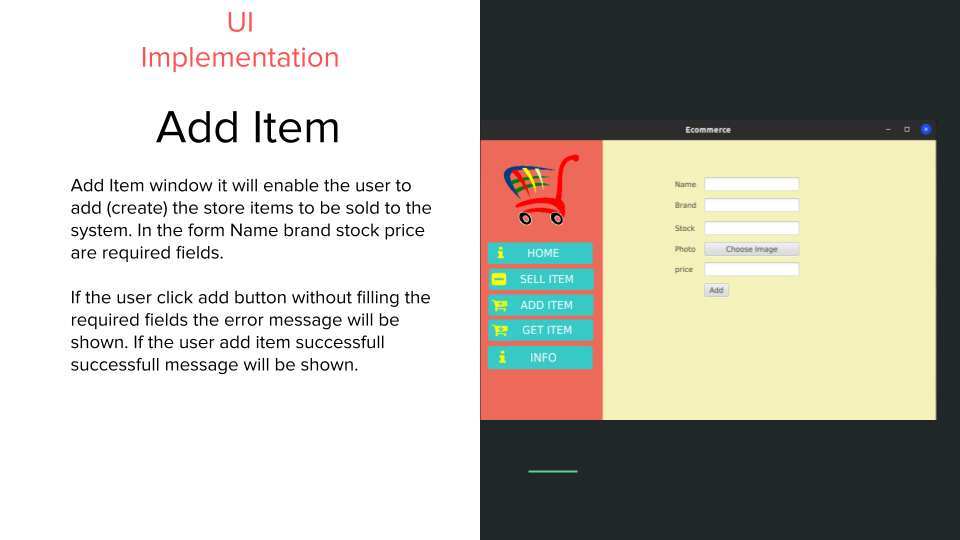 UI
Implementation
Add Item
Add Item window it will enable the user to
add (create) the store items to be sold to the
system. In the form Name brand stock price
are required fields.
If the user click add button without filling the
required fields the error message will be
shown. If the user add item successfull
successfull message will be shown.
Ecommerce
HOME
SELL ITEM
ADD ITEM
GET ITEM
INFO
Name
Brand
Stock
Photo Choose Image
price
Add